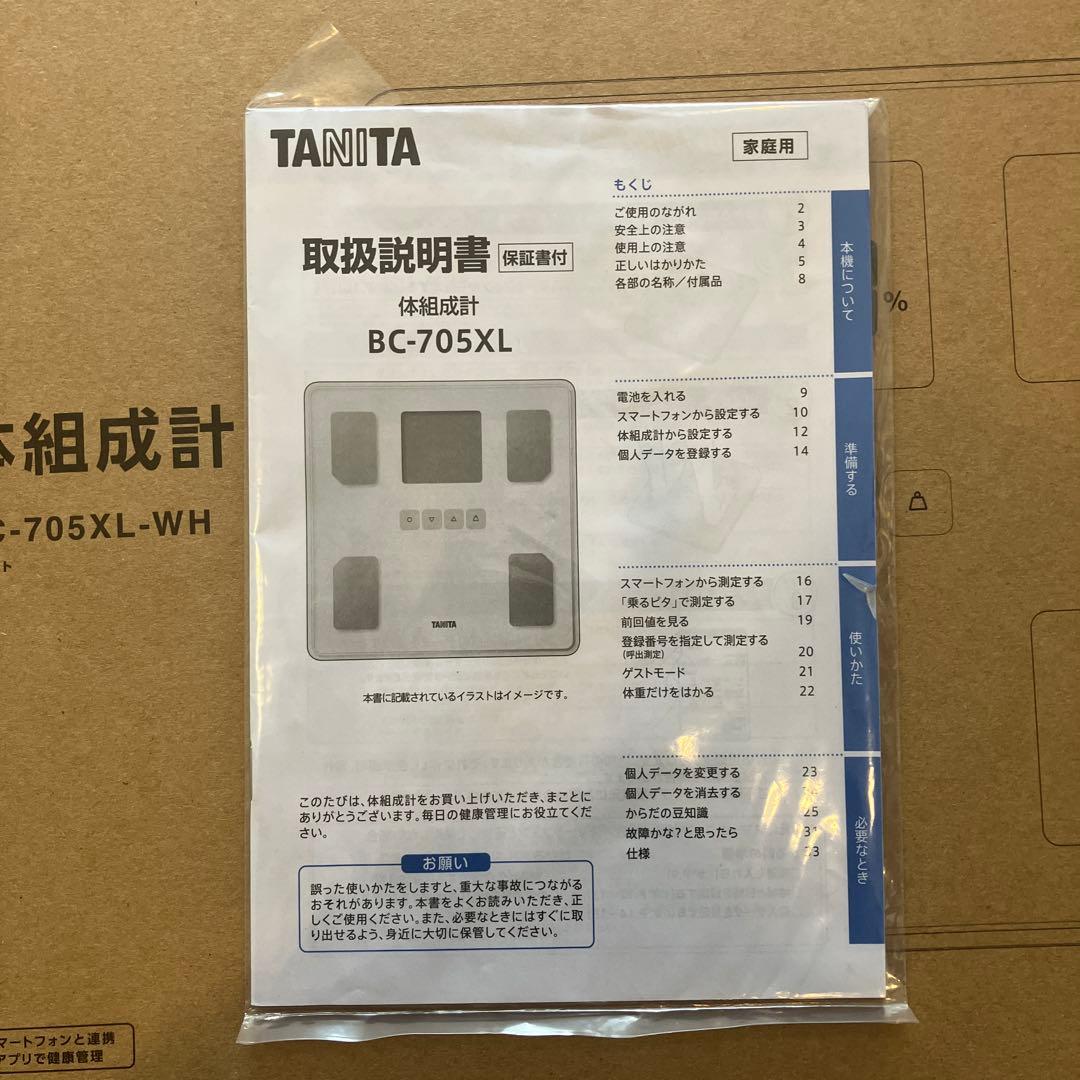 TANITA
家庭用
取扱説明書 保証書付
体組成計
BC-705XL
TANITA
本書に記載されているイラストはイメージです。
このたびは、体組成計をお買い上げいただき、まことに
ありがとうございます。毎日の健康管理にお役立てくだ
さい。
お願い
誤った使いかたをしますと、重大な事故につながる
おそれがあります。本書をよくお読みいただき、正
しくご使用ください。また、必要なときにはすぐに取り
出せるよう、身近に大切に保管してください。
もくじ
ご使用のながれ 2
安全上の注意 3
使用上の注意 4
正しいはかりかた 5
各部の名称／付属品 8
本機について
電池を入れる 9
スマートフォンから設定する 10
体組成計から設定する 12
個人データを登録する 14
準備する
スマートフォンから測定する 16
「乗るピタ」で測定する 17
前回値を見る 19
登録番号を指定して測定する
(呼出測定) 20
ゲストモード 21
体重だけをはかる 22
使いかた
個人データを変更する 23
個人データを消去する
からだの豆知識 25
故障かな？と思ったら 31
仕様 33
必要なとき
体組成計
C-705XL-WH
ト
%
マートフォンと連携
アプリで健康管理